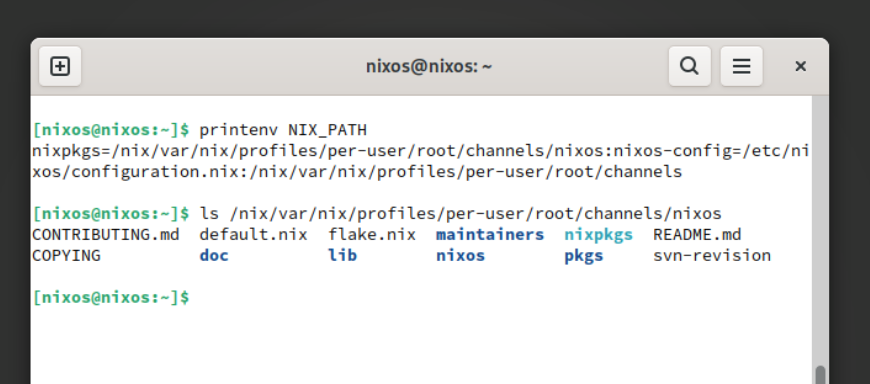 nixos@nixos: ~
[nixos@nixos:~]$ printenv NIX_PATH
nixpkgs=/nix/var/nix/profiles/per-user/root/channels/nixos:nixos-config=/etc/ni
xos/configuration.nix:/nix/var/nix/profiles/per-user/root/channels
[nixos@nixos:~]$ ls /nix/var/nix/profiles/per-user/root/channels/nixos
CONTRIBUTING.md  default.nix  flake.nix  maintainers  nixpkgs  README.md
COPYING          doc          lib        nixos        pkgs     svn-revision
[nixos@nixos:~]$